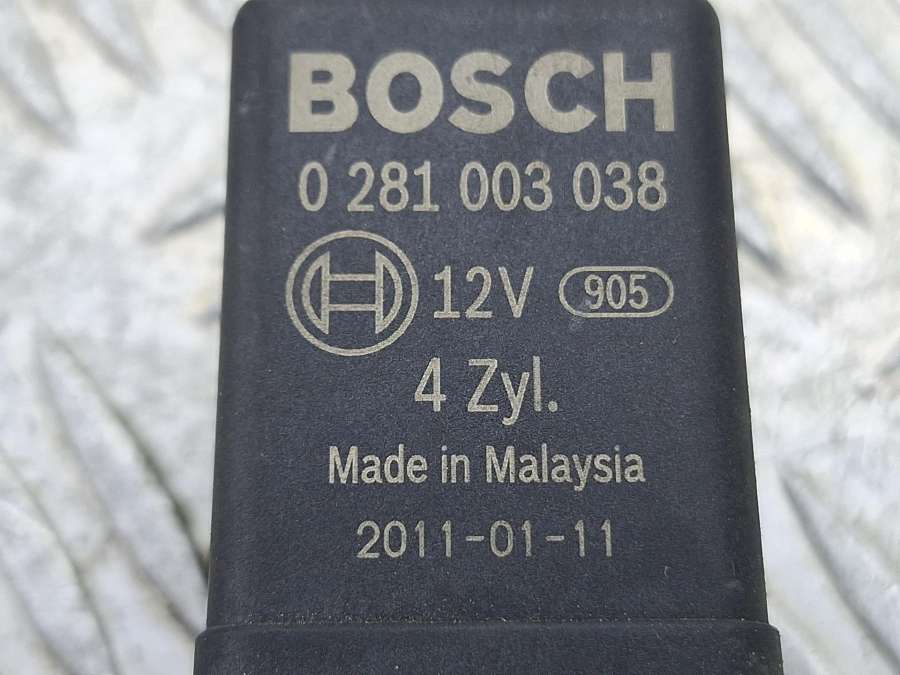 BOSCH
0 281 003 038
12V 905
4 Zyl.
Made in Malaysia
2011-01-11